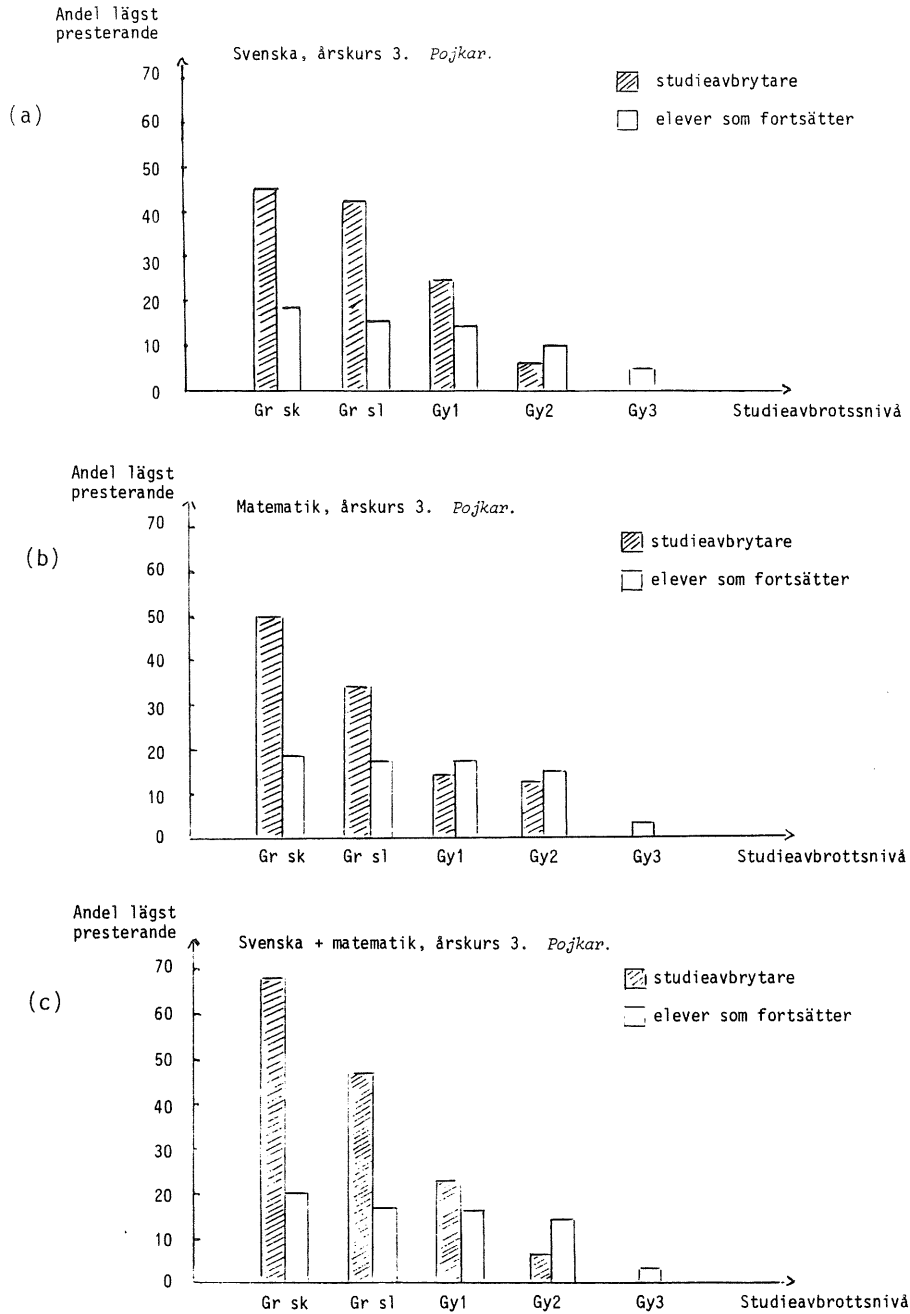 Andel lägst
presterande
Svenska, årskurs 3. Pojkar.
(a)
studieavbrytare
elever som fortsätter
70
60
50
40
30
20
10
0
Gr sk Gr sl Gy1 Gy2 Gy3 Studieavbrotssnivå
Andel lägst
presterande
Matematik, årskurs 3. Pojkar.
(b)
studieavbrytare
elever som fortsätter
70
60
50
40
30
20
10
0
Gr sk Gr sl Gy1 Gy2 Gy3 Studieavbrottsnivå
Andel lägst
presterande
Svenska + matematik, årskurs 3. Pojkar.
(c)
studieavbrytare
elever som fortsätter
70
60
50
40
30
20
10
0
Gr sk Gr sl Gy1 Gy2 Gy3 Studieavbrottsnivå